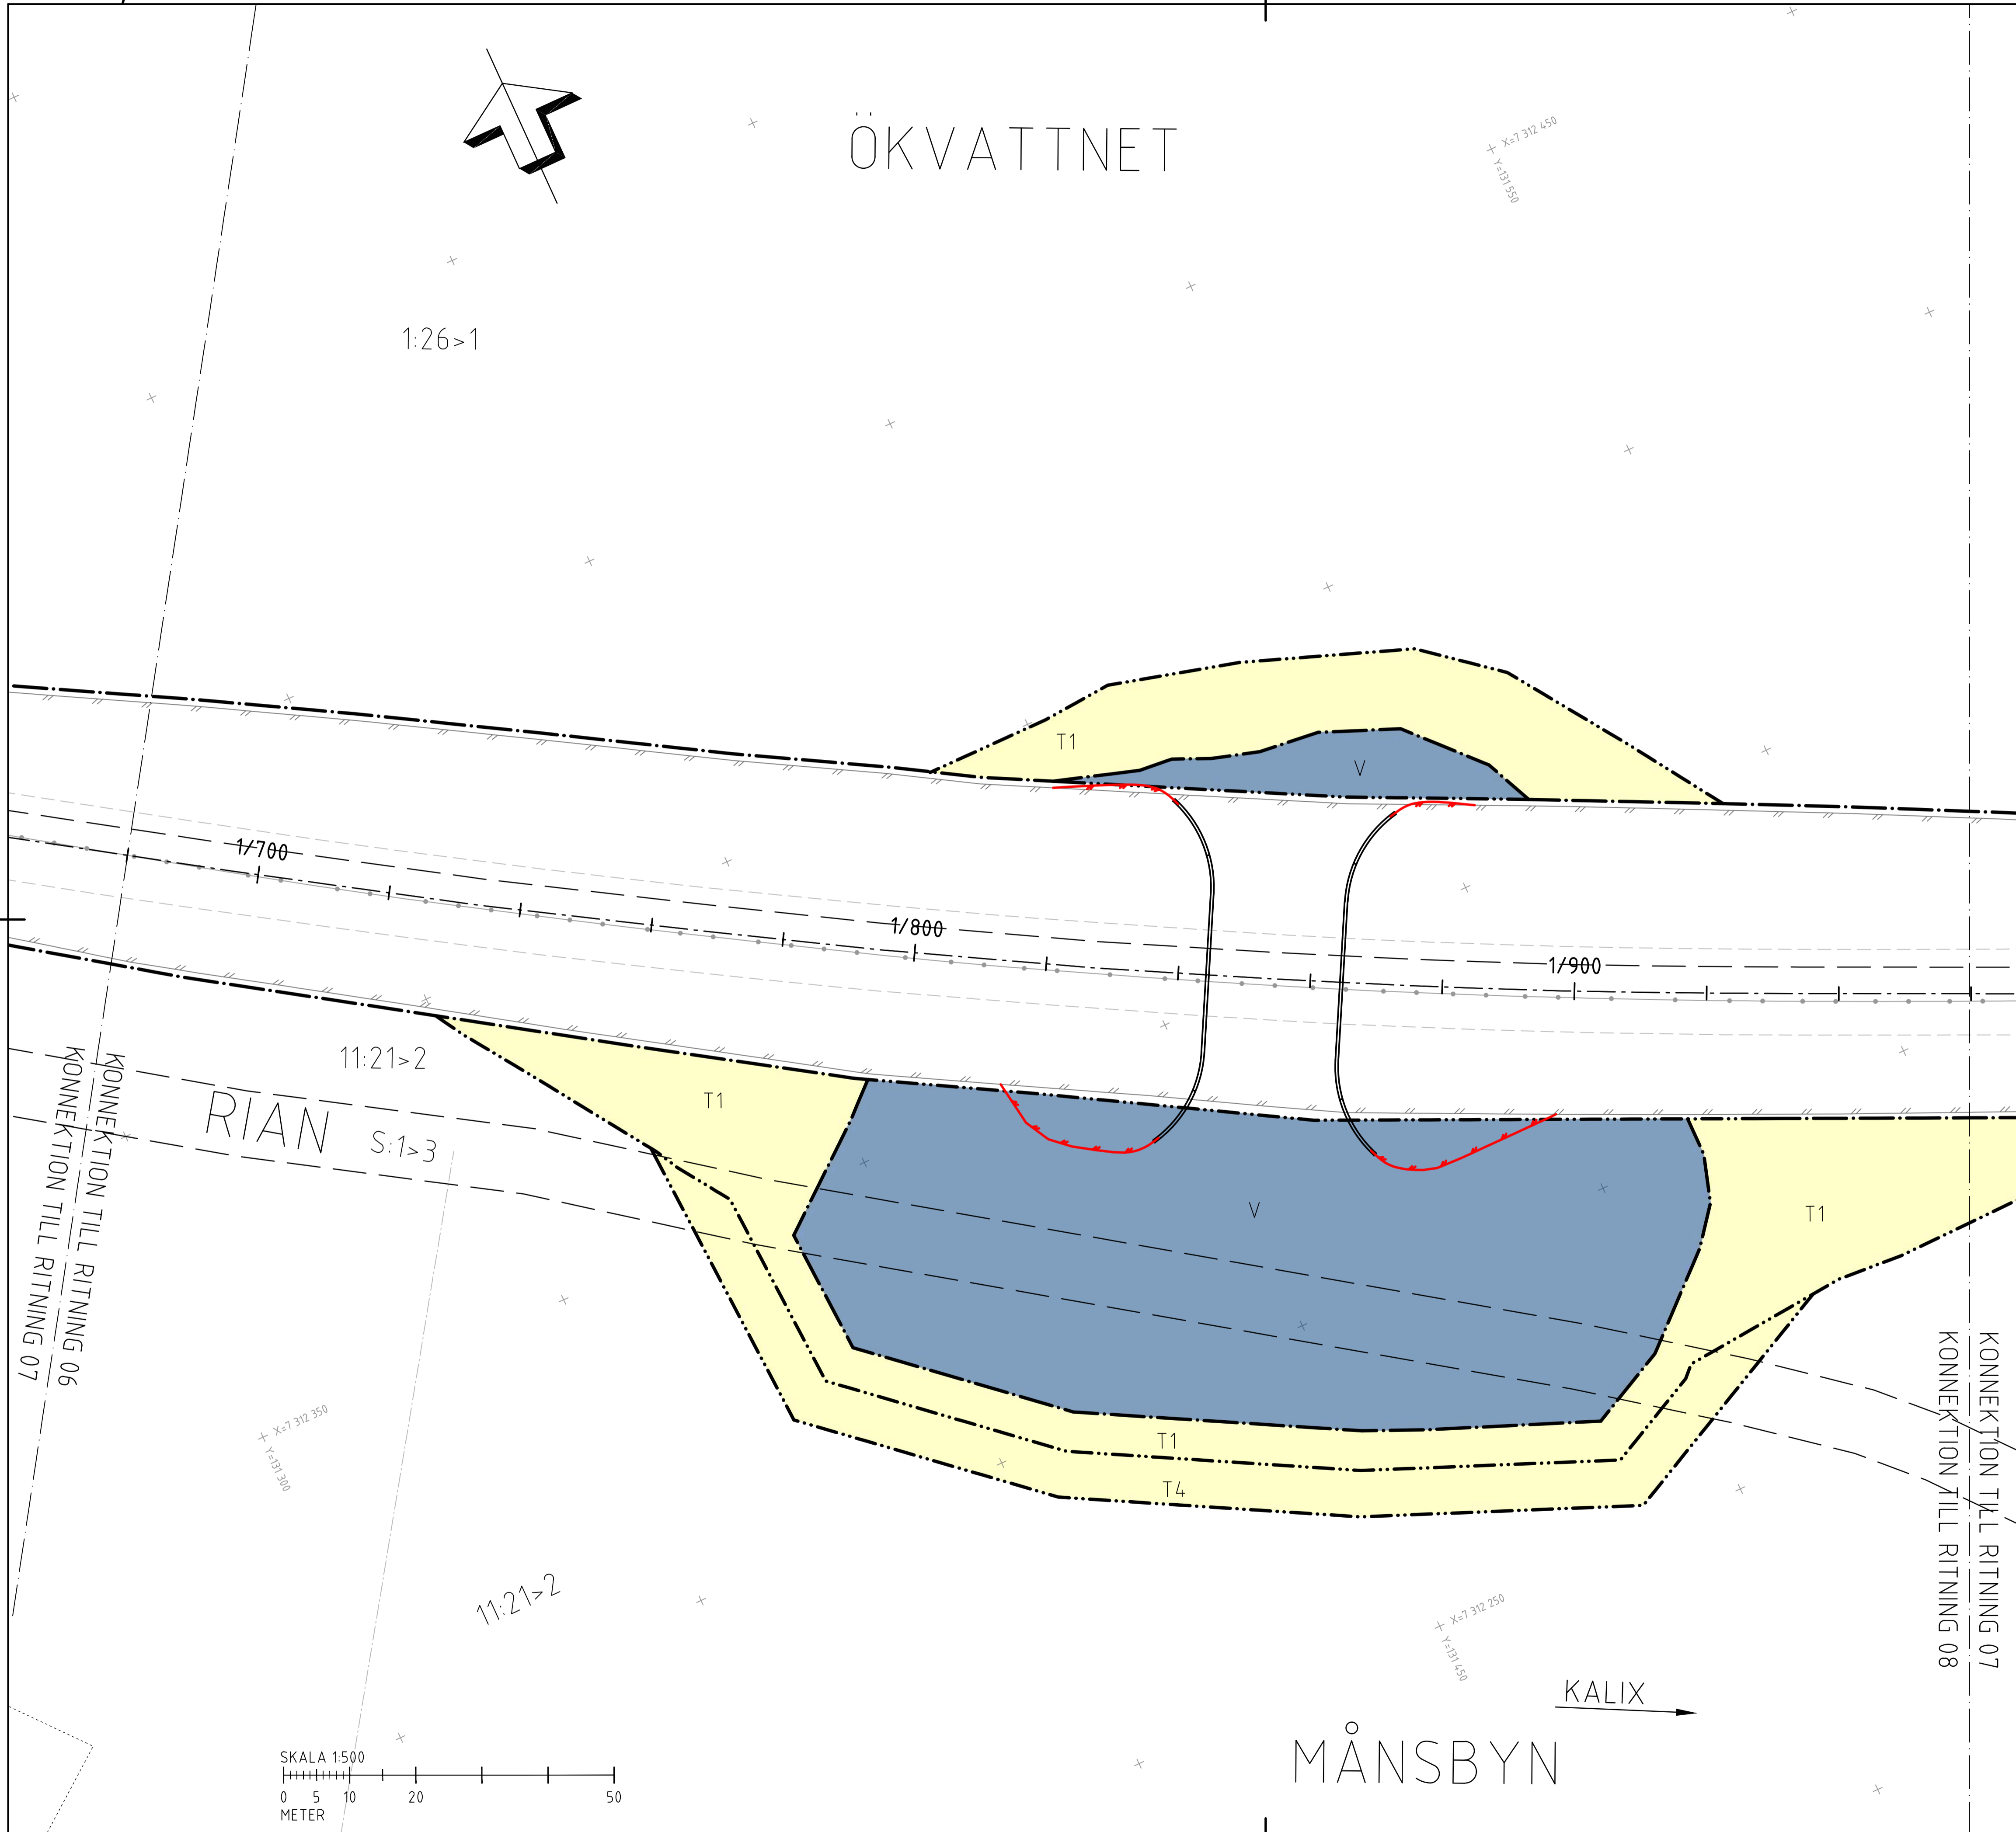 ÖKVATTNET
X=7 312 450
Y=131 550
1:26>1
T1
V
1/700
1/800
1/900
11:21>2
T1
RIAN
S:1>3
V
T1
KONNEKTION TILL RITNING 06
KONNEKTION TILL RITNING 07
T1
T4
X=7 312 350
Y=131 300
KONNEKTION TILL RITNING 07
KONNEKTION TILL RITNING 08
11:21>2
X=7 312 250
Y=131 450
KALIX
MÅNSBYN
SKALA 1:500
0 5 10 20 50
METER